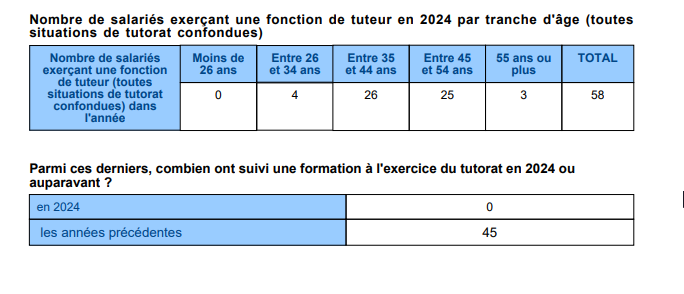 Nombre de salariés exerçant une fonction de tuteur en 2024 par tranche d'âge (toutes
situations de tutorat confondues)
Nombre de salariés
exerçant une fonction
de tuteur (toutes
situations de tutorat
confondues) dans
l'année
Moins de
26 ans
Entre 26
et 34 ans
Entre 35
et 44 ans
Entre 45
et 54 ans
55 ans ou
plus
TOTAL
0
4
26
25
3
58
Parmi ces derniers, combien ont suivi une formation à l'exercice du tutorat en 2024 ou
auparavant ?
en 2024
0
les années précédentes
45